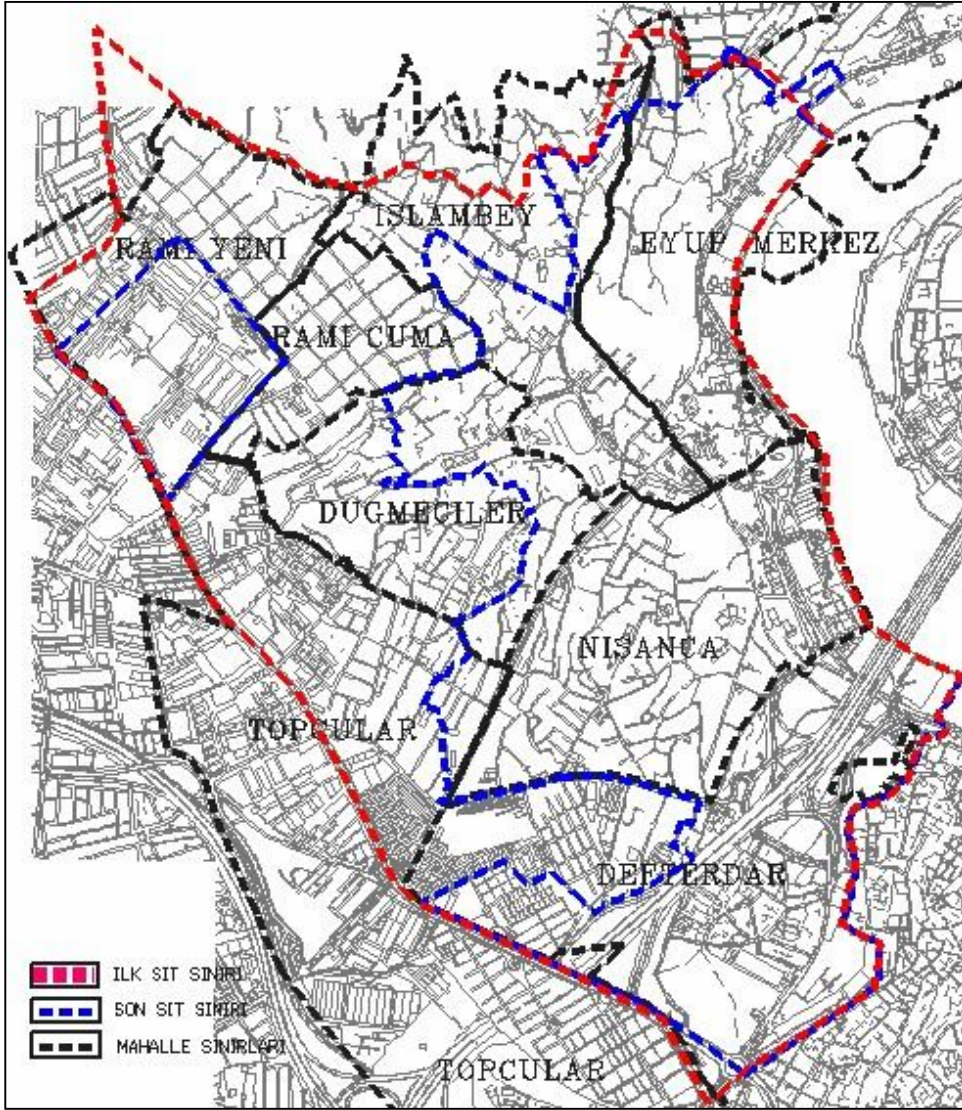 ISLAMBEY
EYUP MERKEZ
RAMI YENI
RAMI CUMA
DUGMECILER
NISANCA
TOPCULAR
DEFTERDAR
ILK SIT SINIRI
SON SIT SINIRI
MAHALLE SINIRLARI
TOPCULAR